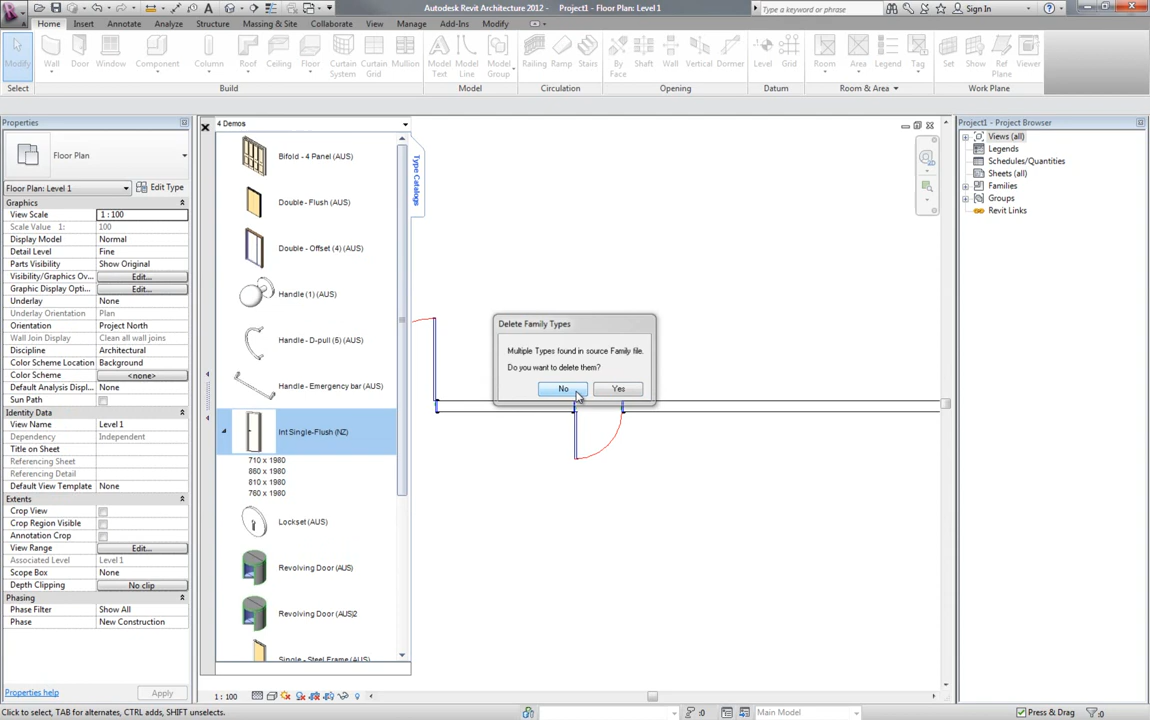 Autodesk Revit Architecture 2012 - Project1 - Floor Plan: Level 1
Type a keyword or phrase
Sign In
Home Insert Annotate Analyze Structure Massing & Site Collaborate View Manage Add-Ins Modify
Modify Wall Door Window Component Column Roof Ceiling Floor Curtain System Curtain Grid Mullion Model Text Model Line Model Group Railing Ramp Stairs By Face Shaft Wall Vertical Dormer Level Grid Room Area Legend Tag Set Show Ref Plane Viewer
Select Build Model Circulation Opening Datum Room & Area Work Plane
Properties
Floor Plan
Floor Plan: Level 1 Edit Type
Graphics
View Scale 1 : 100
Scale Value 1: 100
Display Model Normal
Detail Level Fine
Parts Visibility Show Original
Visibility/Graphics Ov... Edit...
Graphic Display Opti... Edit...
Underlay None
Underlay Orientation Plan
Orientation Project North
Wall Join Display Clean all wall joins
Discipline Architectural
Color Scheme Location Background
Color Scheme <none>
Default Analysis Displ... None
Sun Path
Identity Data
View Name Level 1
Dependency Independent
Title on Sheet
Referencing Sheet
Referencing Detail
Default View Template None
Extents
Crop View
Crop Region Visible
Annotation Crop
View Range Edit...
Associated Level Level 1
Scope Box None
Depth Clipping No clip
Phasing
Phase Filter Show All
Phase New Construction
Properties help Apply
4 Demos
Type Catalogs
Bifold - 4 Panel (AUS)
Double - Flush (AUS)
Double - Offset (4) (AUS)
Handle (1) (AUS)
Handle - D-pull (6) (AUS)
Handle - Emergency bar (AUS)
Int Single-Flush (NZ)
710 x 1980
860 x 1980
810 x 1980
760 x 1980
Lockset (AUS)
Revolving Door (AUS)
Revolving Door (AUS)2
Single - Steel Frame (AUS)
Delete Family Types
Multiple Types found in source Family file.
Do you want to delete them?
No Yes
Project1 - Project Browser
Views (all)
Legends
Schedules/Quantities
Sheets (all)
Families
Groups
Revit Links
1 : 100
Click to select, TAB for alternates, CTRL adds, SHIFT unselects.
:0 Main Model Press & Drag :0